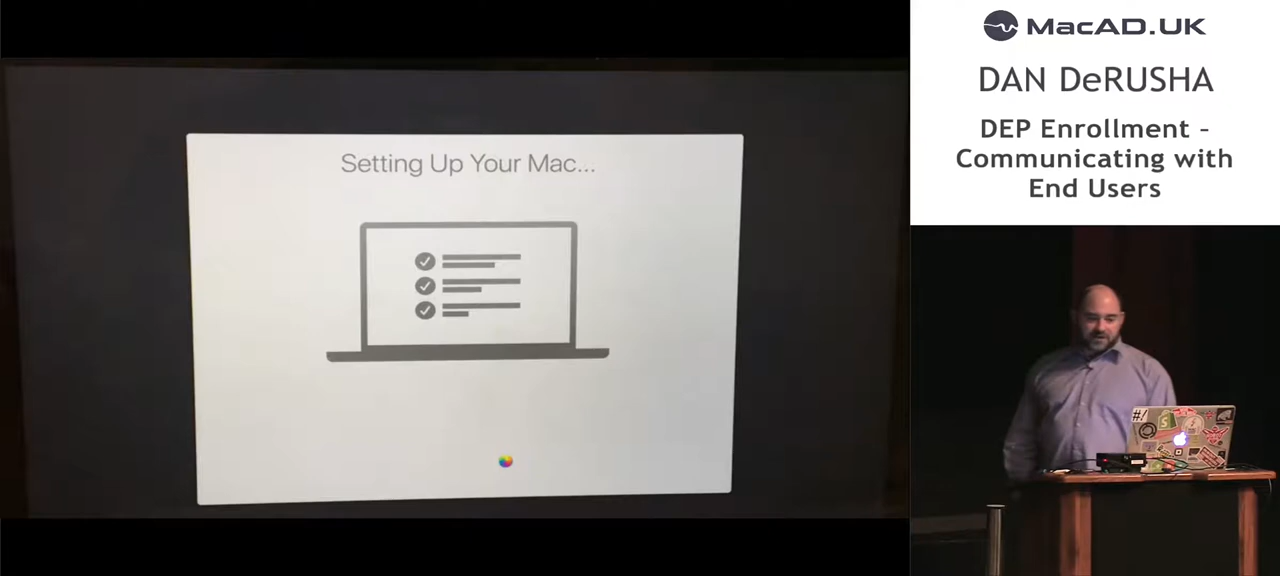 Setting Up Your Mac...
MacAD.UK
DAN DeRUSHA
DEP Enrollment –
Communicating with
End Users
#!